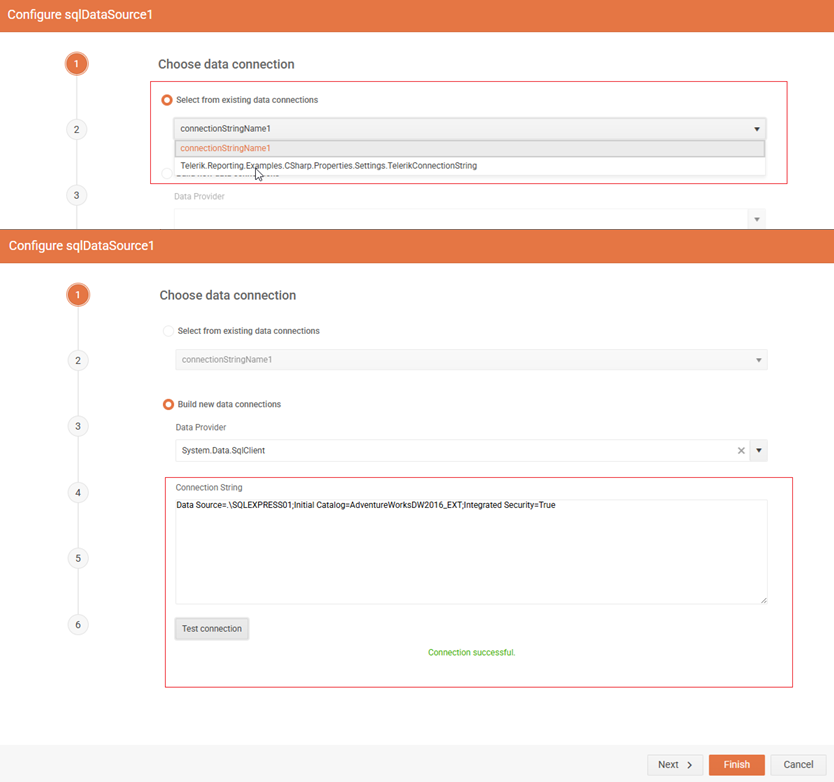 Configure sqlDataSource1
1
Choose data connection
Select from existing data connections
2
connectionStringName1
connectionStringName1
Telerik.Reporting.Examples.CSharp.Properties.Settings.TelerikConnectionString
3
Data Provider
Configure sqlDataSource1
1
Choose data connection
Select from existing data connections
2
connectionStringName1
Build new data connections
3
Data Provider
System.Data.SqlClient
4
Connection String
Data Source=.\SQLEXPRESS01;Initial Catalog=AdventureWorksDW2016_EXT;Integrated Security=True
5
6
Test connection
Connection successful.
Next
Finish
Cancel